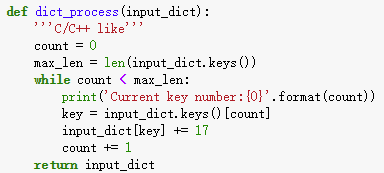 def dict_process(input_dict):
    '''C/C++ like'''
    count = 0
    max_len = len(input_dict.keys())
    while count < max_len:
        print('Current key number:{0}'.format(count))
        key = input_dict.keys()[count]
        input_dict[key] += 17
        count += 1
    return input_dict